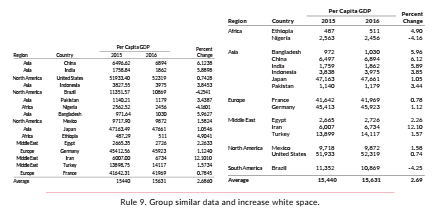 Per Capita GDP Percent
Region Country 2015 2016 Change
Asia China 6496.62 6894 6.1238
Asia India 1758.84 1862 5.8898
North America United States 51933.40 52319 0.7428
Asia Indonesia 3827.55 3975 3.8453
North America Brazil 11351.57 10869 -4.2541
Asia Pakistan 1140.21 1179 3.4387
Africa Nigeria 2562.52 2456 -4.1601
Asia Bangladesh 971.64 1030 5.9627
North America Mexico 9717.90 9872 1.5834
Asia Japan 47163.49 47661 1.0546
Africa Ethiopia 487.29 511 4.9041
Middle East Egypt 2665.35 2726 2.2633
Europe Germany 45412.56 45923 1.1240
Middle East Iran 6007.00 6734 12.1010
Middle East Turkey 13898.75 14117 1.5734
Europe France 41642.31 41969 0.7845
Average 15440 15631 2.6860
Per Capita GDP Percent
Region Country 2015 2016 Change
Africa Ethiopia 487 511 4.90
Nigeria 2,563 2,456 -4.16
Asia Bangladesh 972 1,030 5.96
China 6,497 6,894 6.12
India 1,759 1,862 5.89
Indonesia 3,838 3,975 3.85
Japan 47,163 47,661 1.05
Pakistan 1,140 1,179 3.44
Europe France 41,642 41,969 0.78
Germany 45,413 45,923 1.12
Middle East Egypt 2,665 2,726 2.26
Iran 6,007 6,734 12.10
Turkey 13,899 14,117 1.57
North America Mexico 9,718 9,872 1.58
United States 51,933 52,319 0.74
South America Brazil 11,352 10,869 -4.25
Average 15,440 15,631 2.69
Rule 9. Group similar data and increase white space.